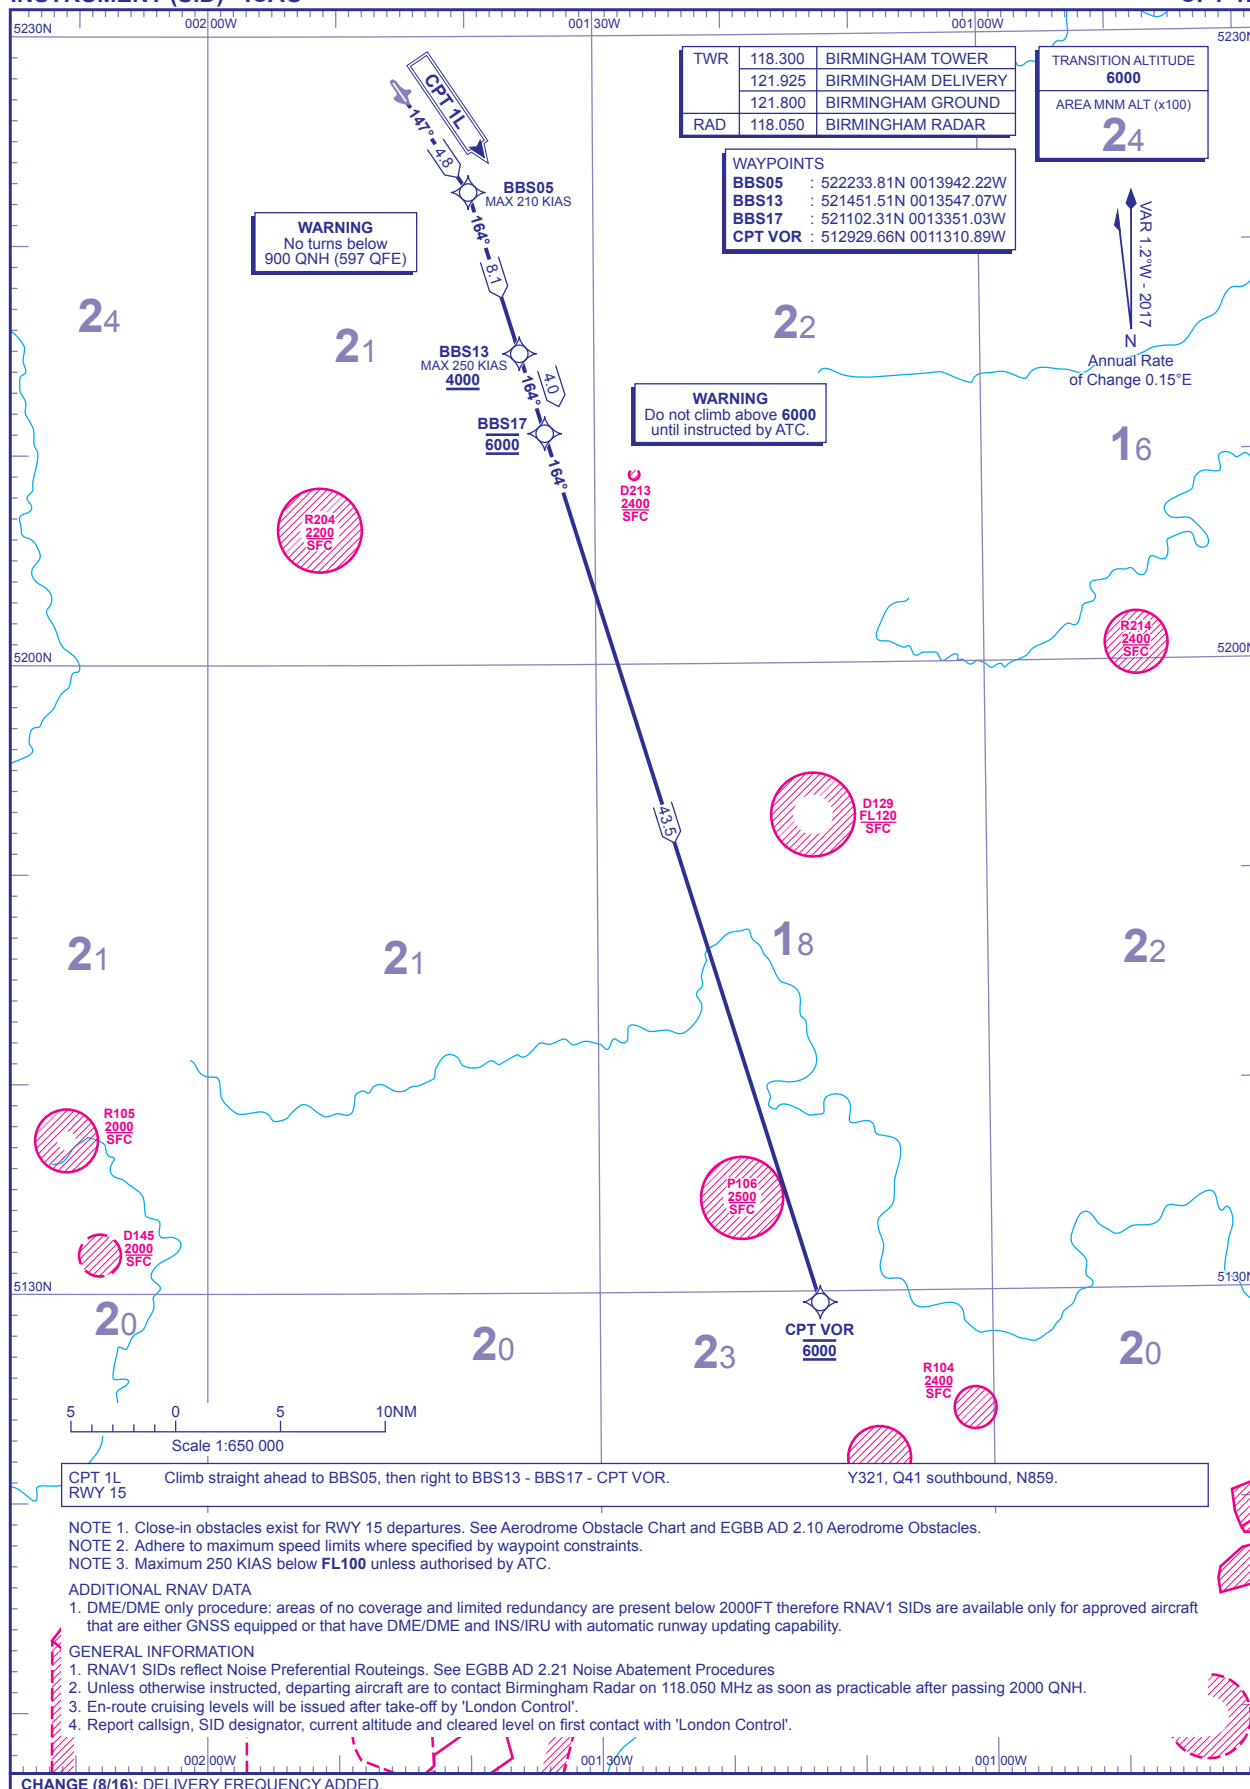 5230N
002 00W
001 30W
001 00W
5230N
TWR 118.300 BIRMINGHAM TOWER
121.925 BIRMINGHAM DELIVERY
121.800 BIRMINGHAM GROUND
RAD 118.050 BIRMINGHAM RADAR
TRANSITION ALTITUDE
6000
AREA MNM ALT (x100)
24
WAYPOINTS
BBS05 : 522233.81N 0013942.22W
BBS13 : 521451.51N 0013547.07W
BBS17 : 521102.31N 0013351.03W
CPT VOR : 512929.66N 0011310.89W
CPT 1L
147°
4.8
BBS05
MAX 210 KIAS
164°
8.1
WARNING
No turns below
900 QNH (597 QFE)
VAR 1.2°W - 2017
N
Annual Rate
of Change 0.15°E
24
21
22
BBS13
MAX 250 KIAS
4000
164°
4.0
WARNING
Do not climb above 6000
until instructed by ATC.
BBS17
6000
164°
16
D213
2400
SFC
R204
2200
SFC
R214
2400
SFC
5200N
5200N
43.5
D129
FL120
SFC
21
21
18
22
R105
2000
SFC
P106
2500
SFC
D145
2000
SFC
5130N
5130N
20
20
23
20
CPT VOR
6000
R104
2400
SFC
5 0 5 10NM
Scale 1:650 000
CPT 1L Climb straight ahead to BBS05, then right to BBS13 - BBS17 - CPT VOR. Y321, Q41 southbound, N859.
RWY 15
NOTE 1. Close-in obstacles exist for RWY 15 departures. See Aerodrome Obstacle Chart and EGBB AD 2.10 Aerodrome Obstacles.
NOTE 2. Adhere to maximum speed limits where specified by waypoint constraints.
NOTE 3. Maximum 250 KIAS below FL100 unless authorised by ATC.
ADDITIONAL RNAV DATA
1. DME/DME only procedure: areas of no coverage and limited redundancy are present below 2000FT therefore RNAV1 SIDs are available only for approved aircraft
that are either GNSS equipped or that have DME/DME and INS/IRU with automatic runway updating capability.
GENERAL INFORMATION
1. RNAV1 SIDs reflect Noise Preferential Routeings. See EGBB AD 2.21 Noise Abatement Procedures
2. Unless otherwise instructed, departing aircraft are to contact Birmingham Radar on 118.050 MHz as soon as practicable after passing 2000 QNH.
3. En-route cruising levels will be issued after take-off by 'London Control'.
4. Report callsign, SID designator, current altitude and cleared level on first contact with 'London Control'.
002 00W
001 30W
001 00W
CHANGE (8/16): DELIVERY FREQUENCY ADDED.